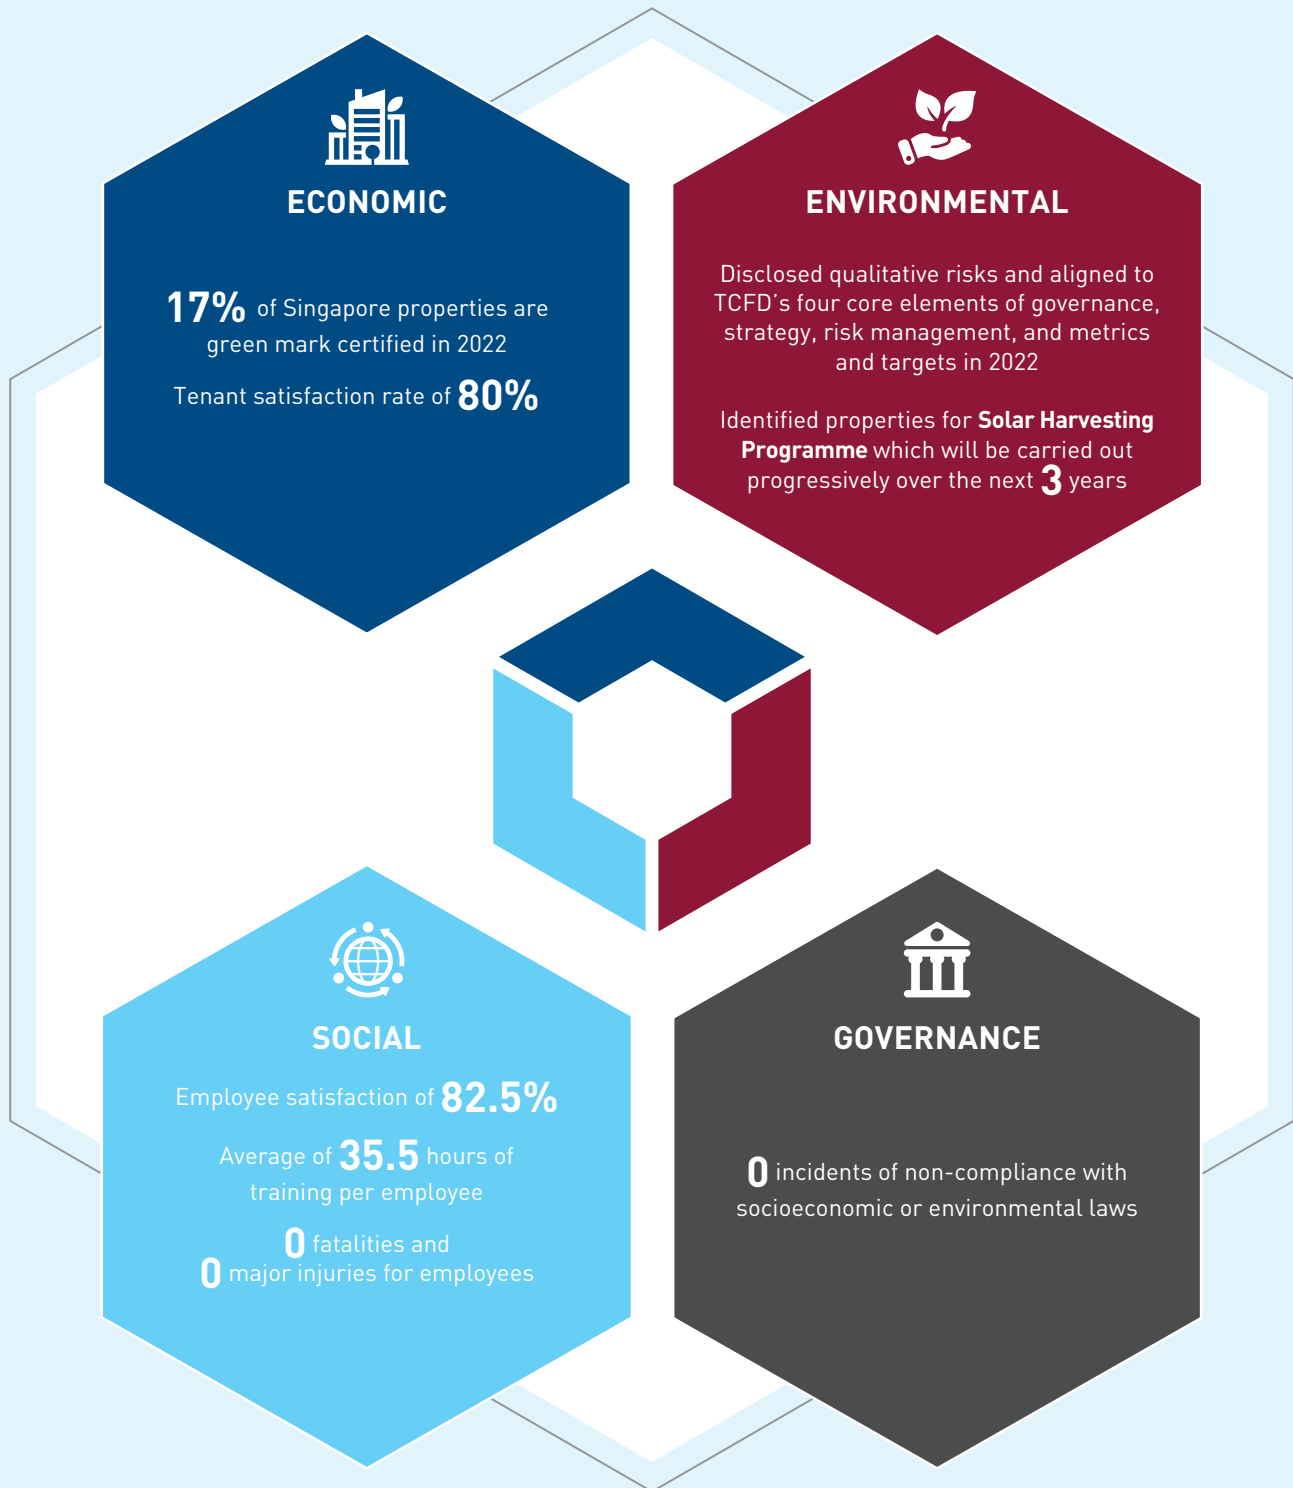 ECONOMIC
17% of Singapore properties are
green mark certified in 2022
Tenant satisfaction rate of 80%
ENVIRONMENTAL
Disclosed qualitative risks and aligned to
TCFD's four core elements of governance,
strategy, risk management, and metrics
and targets in 2022
Identified properties for Solar Harvesting
Programme which will be carried out
progressively over the next 3 years
SOCIAL
Employee satisfaction of 82.5%
Average of 35.5 hours of
training per employee
0 fatalities and
0 major injuries for employees
GOVERNANCE
0 incidents of non-compliance with
socioeconomic or environmental laws